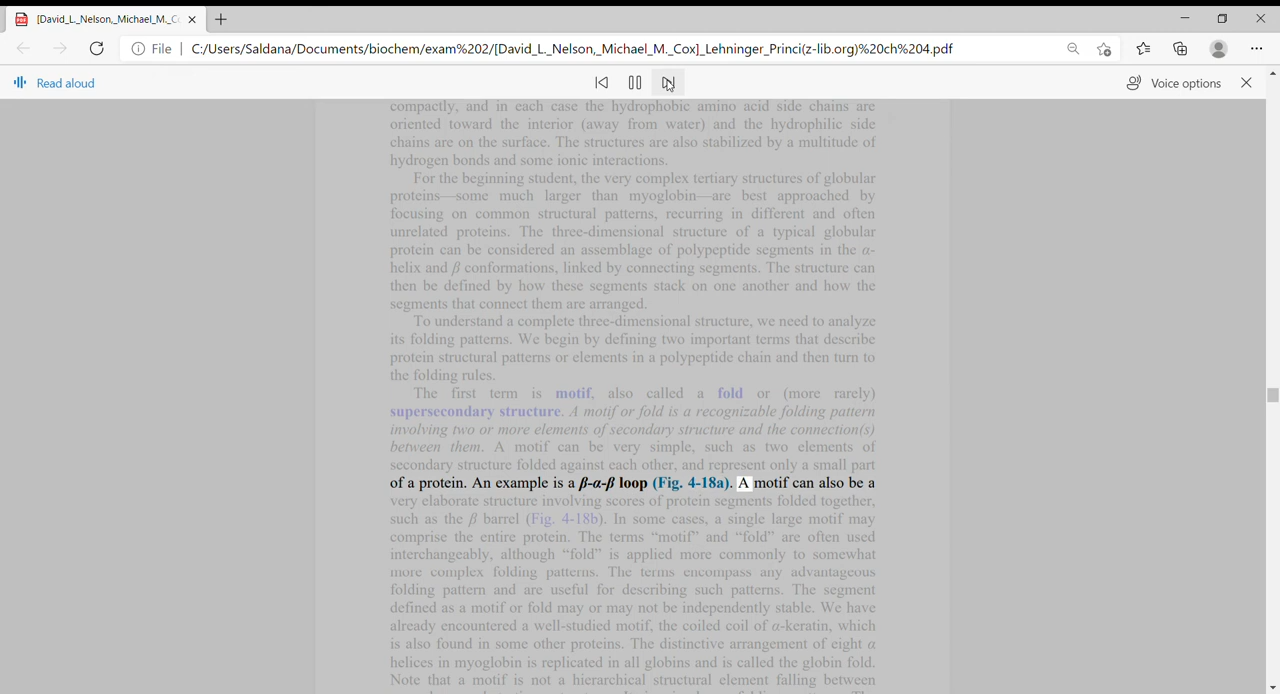 [David_L._Nelson,_Michael_M._C
File | C:/Users/Saldana/Documents/biochem/exam%202/[David_L._Nelson,_Michael_M._Cox]_Lehninger_Princi(z-lib.org)%20ch%204.pdf
Read aloud
Voice options
compactly, and in each case the hydrophobic amino acid side chains are
oriented toward the interior (away from water) and the hydrophilic side
chains are on the surface. The structures are also stabilized by a multitude of
hydrogen bonds and some ionic interactions.
For the beginning student, the very complex tertiary structures of globular
proteins—some much larger than myoglobin—are best approached by
focusing on common structural patterns, recurring in different and often
unrelated proteins. The three-dimensional structure of a typical globular
protein can be considered an assemblage of polypeptide segments in the α-
helix and β conformations, linked by connecting segments. The structure can
then be defined by how these segments stack on one another and how the
segments that connect them are arranged.
To understand a complete three-dimensional structure, we need to analyze
its folding patterns. We begin by defining two important terms that describe
protein structural patterns or elements in a polypeptide chain and then turn to
the folding rules.
The first term is motif, also called a fold or (more rarely)
supersecondary structure. A motif or fold is a recognizable folding pattern
involving two or more elements of secondary structure and the connection(s)
between them. A motif can be very simple, such as two elements of
secondary structure folded against each other, and represent only a small part
of a protein. An example is a β-α-β loop (Fig. 4-18a). A motif can also be a
very elaborate structure involving scores of protein segments folded together,
such as the β barrel (Fig. 4-18b). In some cases, a single large motif may
comprise the entire protein. The terms “motif” and “fold” are often used
interchangeably, although “fold” is applied more commonly to somewhat
more complex folding patterns. The terms encompass any advantageous
folding pattern and are useful for describing such patterns. The segment
defined as a motif or fold may or may not be independently stable. We have
already encountered a well-studied motif, the coiled coil of α-keratin, which
is also found in some other proteins. The distinctive arrangement of eight α
helices in myoglobin is replicated in all globins and is called the globin fold.
Note that a motif is not a hierarchical structural element falling between